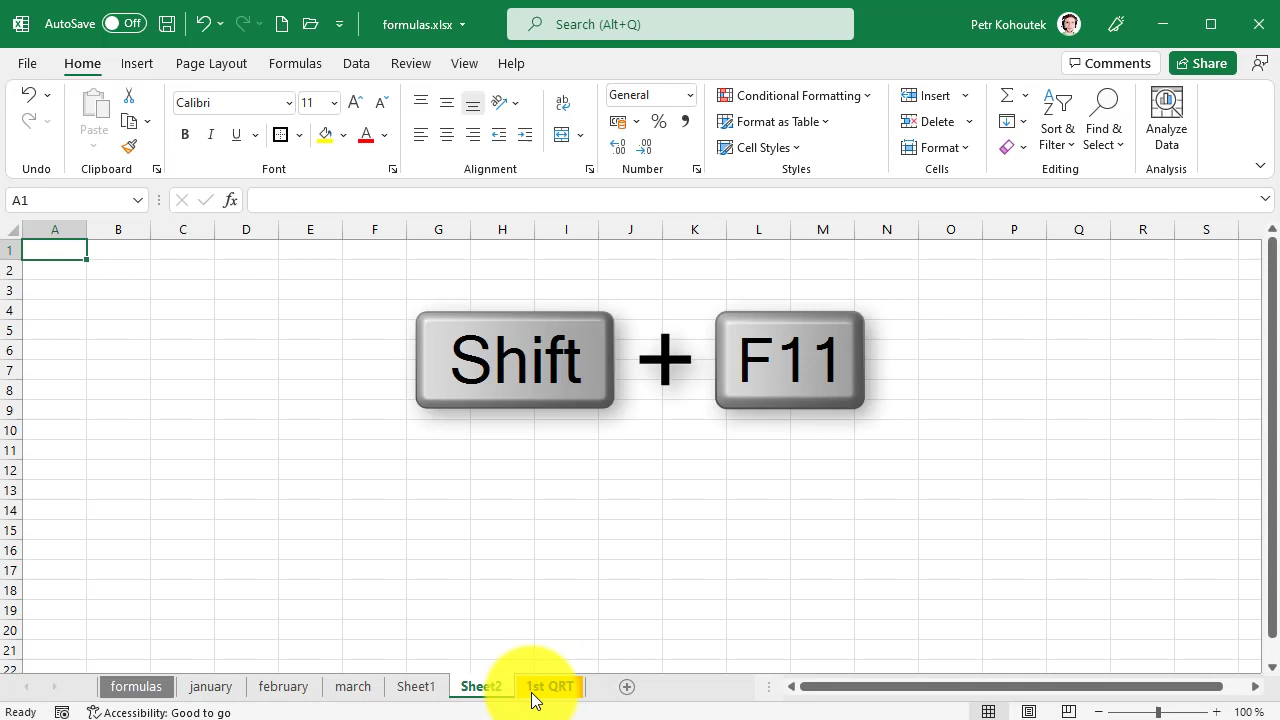 AutoSave Off formulas.xlsx Search (Alt+Q) Petr Kohoutek
File Home Insert Page Layout Formulas Data Review View Help Comments Share
Paste Calibri 11 A A ab General Conditional Formatting Insert Σ A Z
B I U A % Format as Table Delete Sort & Filter Find & Select Analyze Data
Cell Styles Format
Undo Clipboard Font Alignment Number Styles Cells Editing Analysis
A1 fx
A B C D E F G H I J K L M N O P Q R S
1
2
3
4
5
6
7
8
9
10
11
12
13
14
15
16
17
18
19
20
21
22
Shift + F11
formulas january february march Sheet1 Sheet2 1st QRT
Ready Accessibility: Good to go 100 %